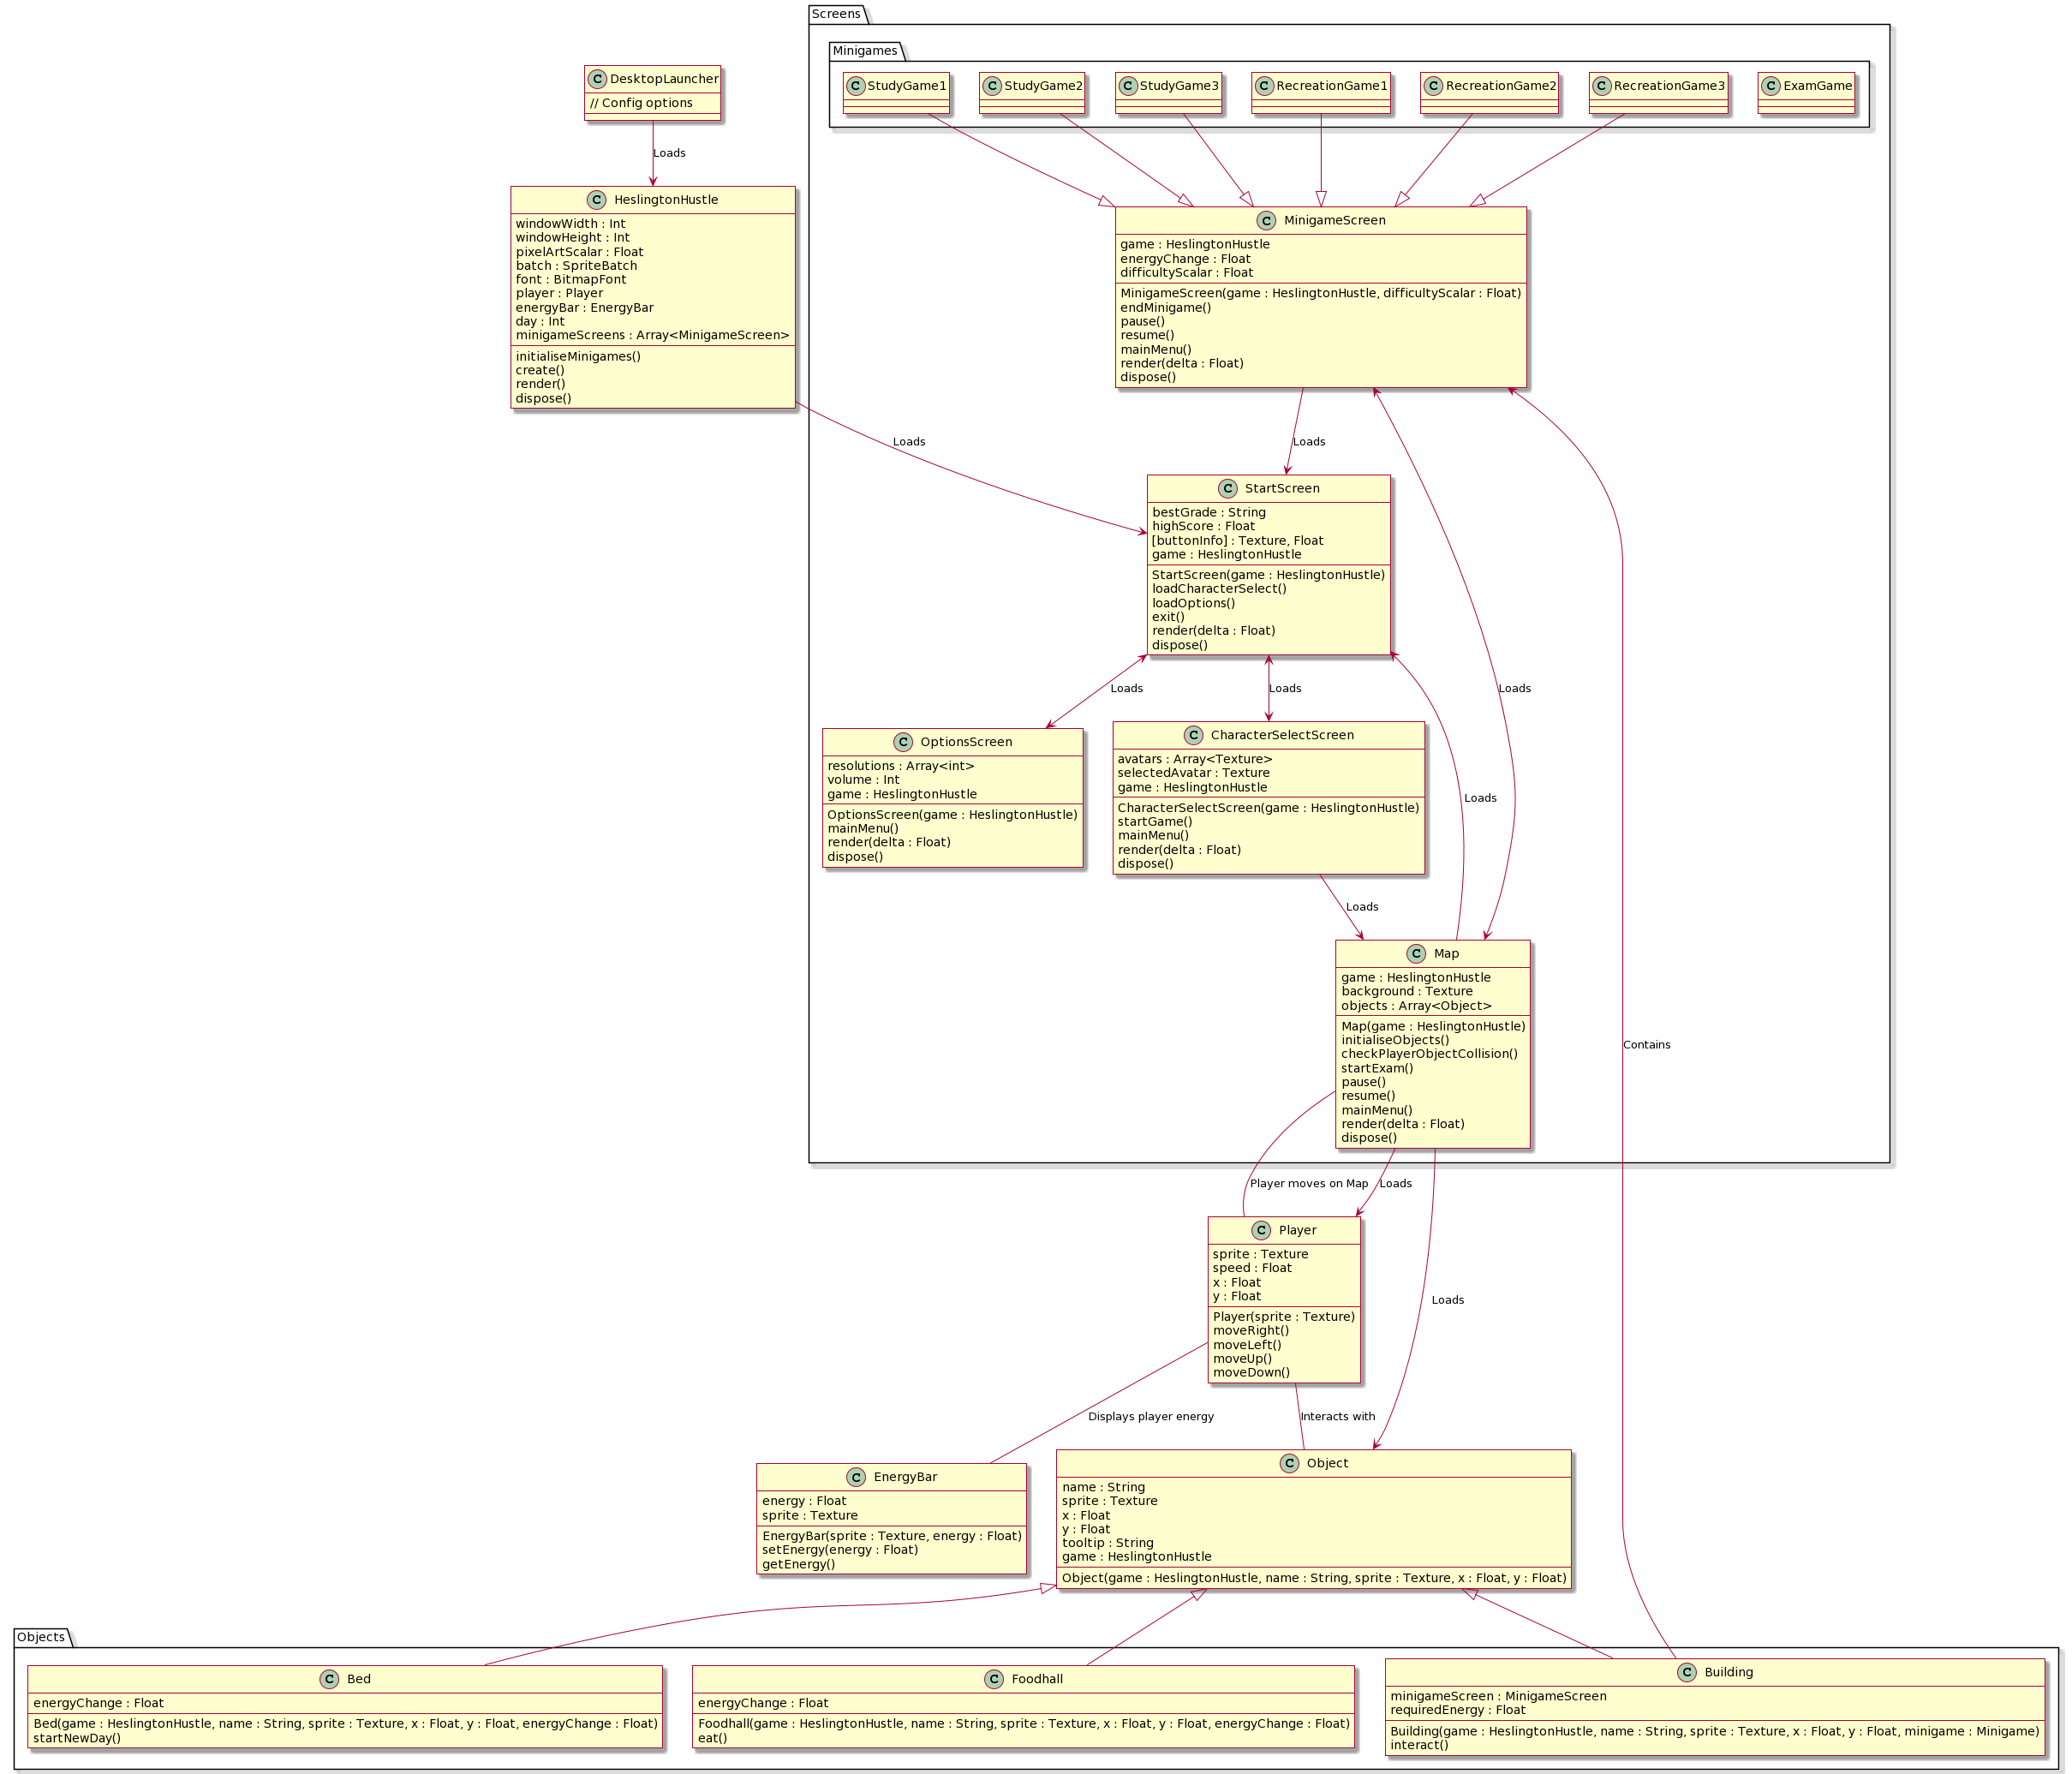 Screens
Minigames
DesktopLauncher
// Config options
StudyGame1
StudyGame2
StudyGame3
RecreationGame1
RecreationGame2
RecreationGame3
ExamGame
Loads
HeslingtonHustle
windowWidth : Int
windowHeight : Int
pixelArtScalar : Float
batch : SpriteBatch
font : BitmapFont
player : Player
energyBar : EnergyBar
day : Int
minigameScreens : Array<MinigameScreen>
initialiseMinigames()
create()
render()
dispose()
MinigameScreen
game : HeslingtonHustle
energyChange : Float
difficultyScalar : Float
MinigameScreen(game : HeslingtonHustle, difficultyScalar : Float)
endMinigame()
pause()
resume()
mainMenu()
render(delta : Float)
dispose()
Loads
Loads
StartScreen
bestGrade : String
highScore : Float
[buttonInfo] : Texture, Float
game : HeslingtonHustle
StartScreen(game : HeslingtonHustle)
loadCharacterSelect()
loadOptions()
exit()
render(delta : Float)
dispose()
Loads
Loads
Loads
OptionsScreen
resolutions : Array<int>
volume : Int
game : HeslingtonHustle
OptionsScreen(game : HeslingtonHustle)
mainMenu()
render(delta : Float)
dispose()
CharacterSelectScreen
avatars : Array<Texture>
selectedAvatar : Texture
game : HeslingtonHustle
CharacterSelectScreen(game : HeslingtonHustle)
startGame()
mainMenu()
render(delta : Float)
dispose()
Loads
Loads
Map
game : HeslingtonHustle
background : Texture
objects : Array<Object>
Map(game : HeslingtonHustle)
initialiseObjects()
checkPlayerObjectCollision()
startExam()
pause()
resume()
mainMenu()
render(delta : Float)
dispose()
Contains
Player moves on Map
Loads
Player
sprite : Texture
speed : Float
x : Float
y : Float
Player(sprite : Texture)
moveRight()
moveLeft()
moveUp()
moveDown()
Loads
Displays player energy
Interacts with
EnergyBar
energy : Float
sprite : Texture
EnergyBar(sprite : Texture, energy : Float)
setEnergy(energy : Float)
getEnergy()
Object
name : String
sprite : Texture
x : Float
y : Float
tooltip : String
game : HeslingtonHustle
Object(game : HeslingtonHustle, name : String, sprite : Texture, x : Float, y : Float)
Objects
Bed
energyChange : Float
Bed(game : HeslingtonHustle, name : String, sprite : Texture, x : Float, y : Float, energyChange : Float)
startNewDay()
Foodhall
energyChange : Float
Foodhall(game : HeslingtonHustle, name : String, sprite : Texture, x : Float, y : Float, energyChange : Float)
eat()
Building
minigameScreen : MinigameScreen
requiredEnergy : Float
Building(game : HeslingtonHustle, name : String, sprite : Texture, x : Float, y : Float, minigame : Minigame)
interact()